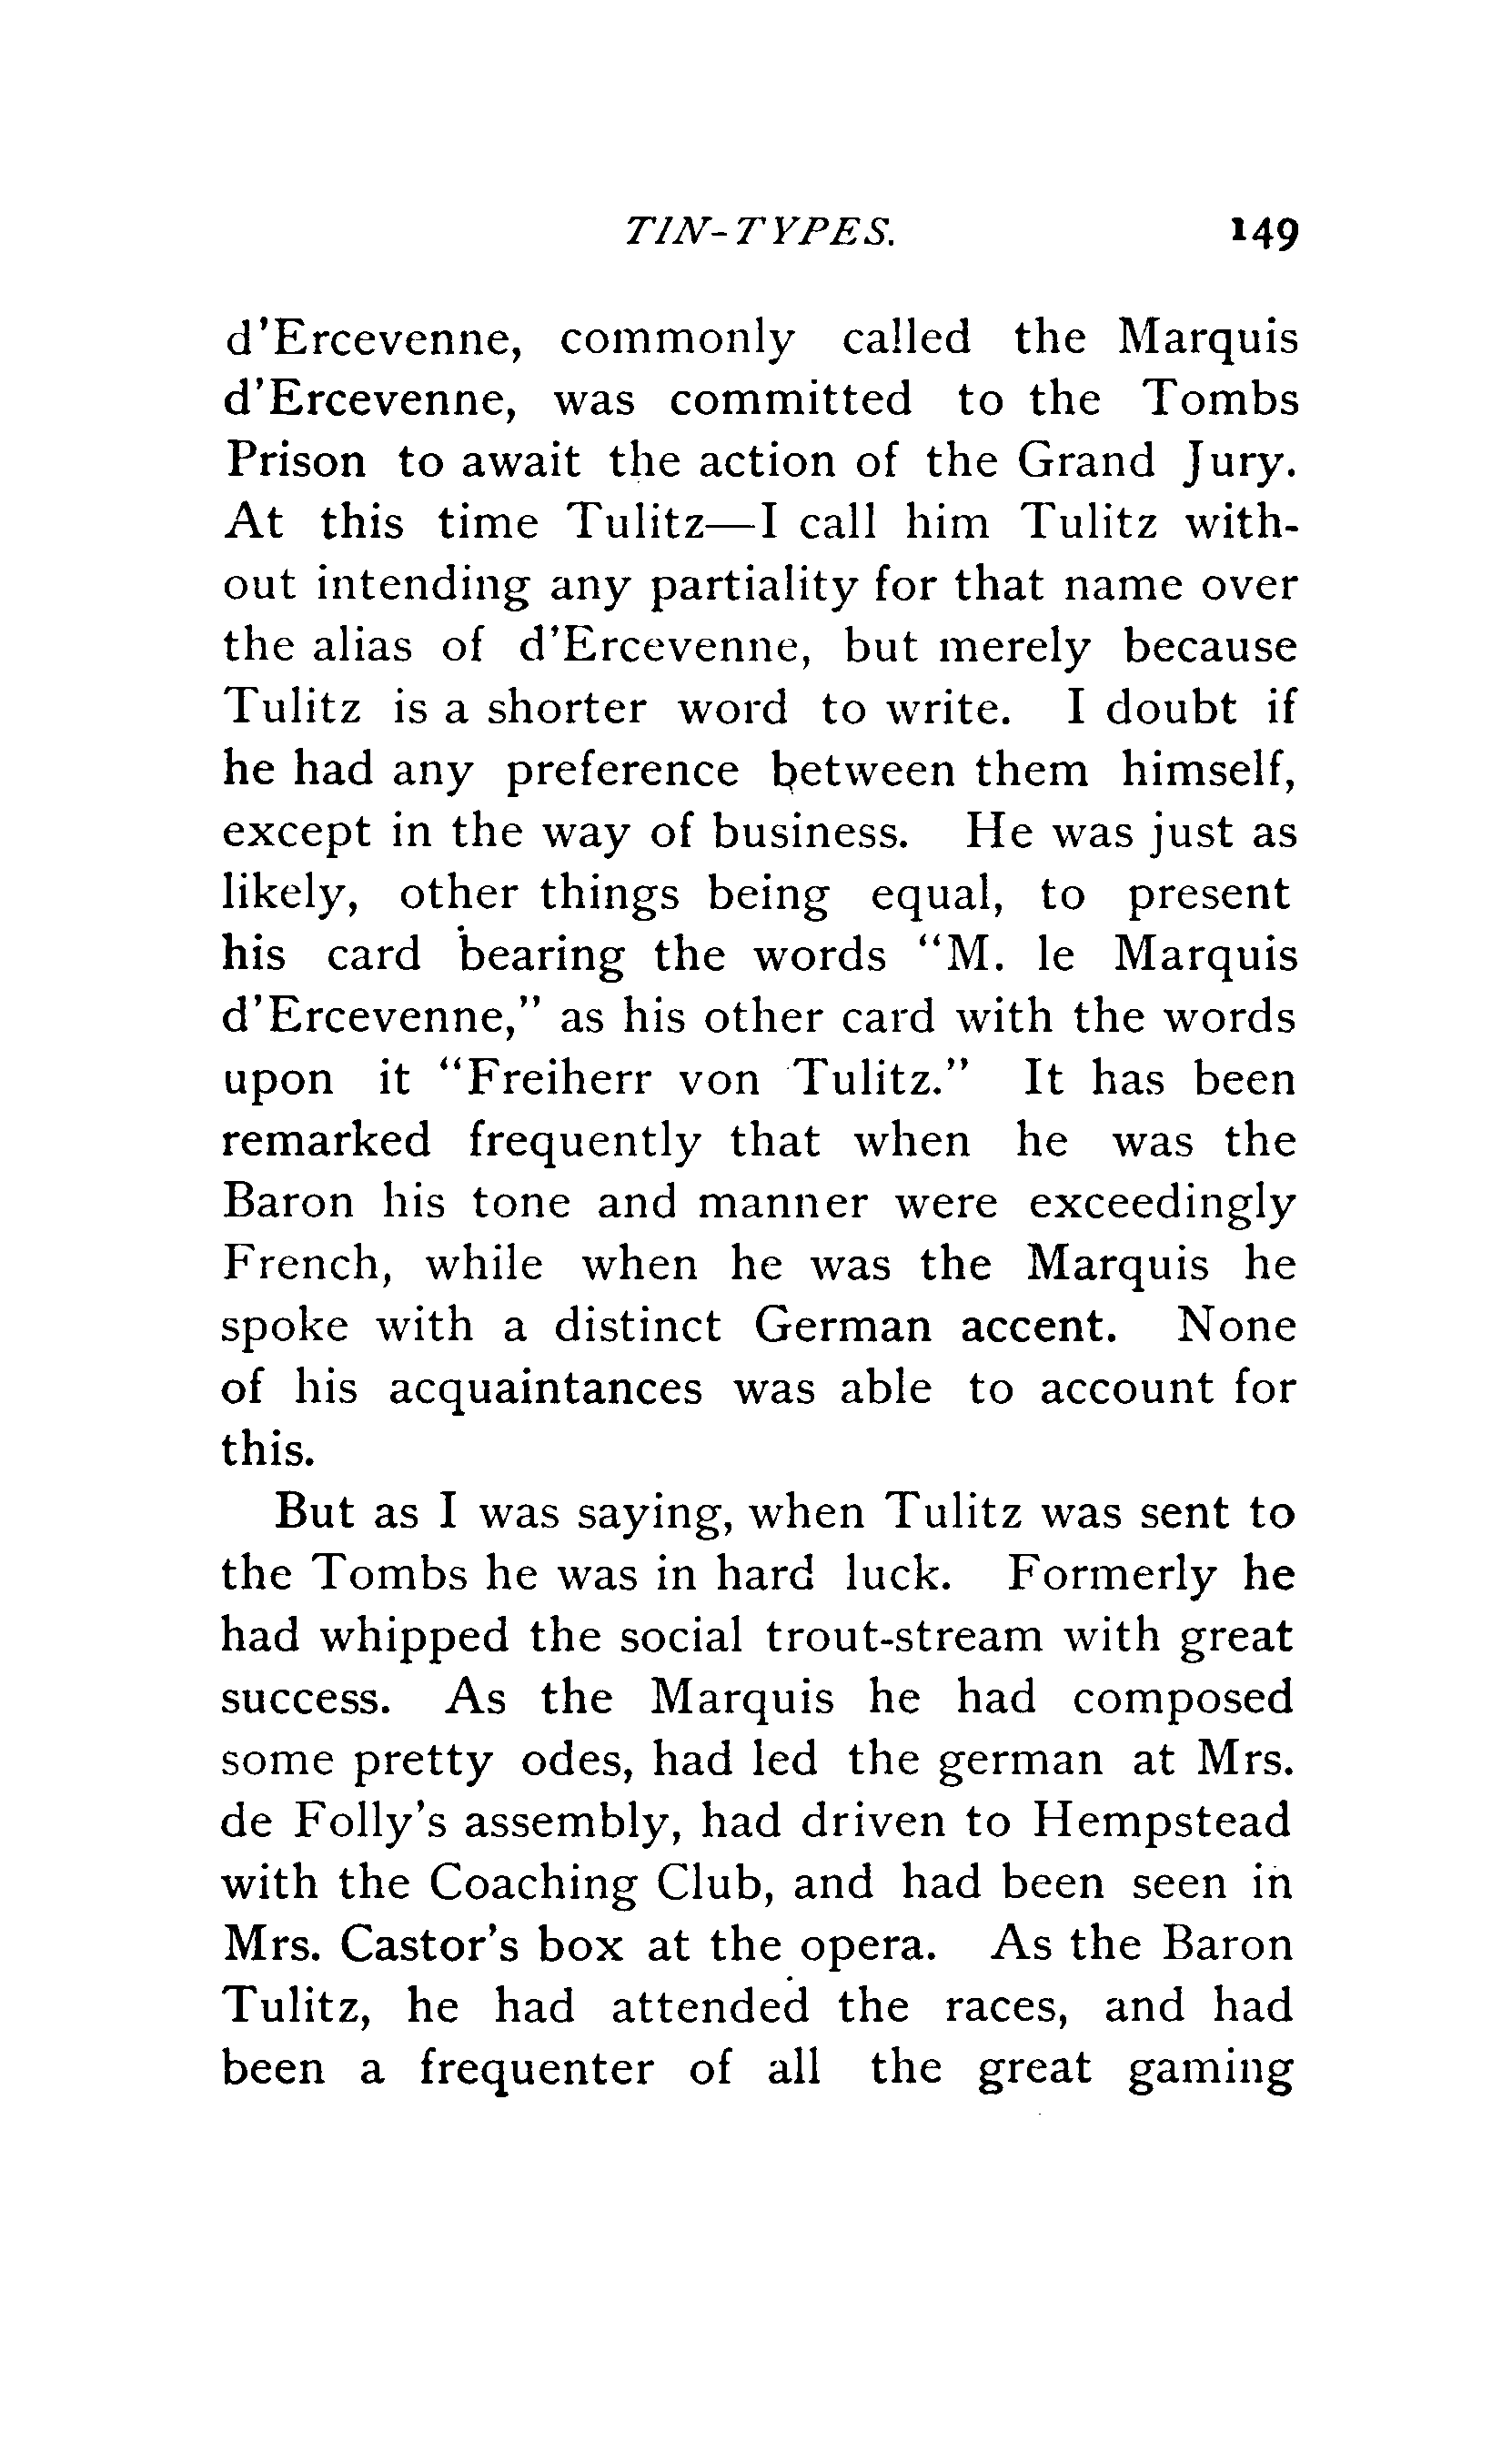 TIN-TYPES. 149
d'Ercevenne, commonly called the Marquis
d'Ercevenne, was committed to the Tombs
Prison to await the action of the Grand Jury.
At this time Tulitz—I call him Tulitz with-
out intending any partiality for that name over
the alias of d'Ercevenne, but merely because
Tulitz is a shorter word to write. I doubt if
he had any preference between them himself,
except in the way of business. He was just as
likely, other things being equal, to present
his card bearing the words "M. le Marquis
d'Ercevenne," as his other card with the words
upon it "Freiherr von Tulitz." It has been
remarked frequently that when he was the
Baron his tone and manner were exceedingly
French, while when he was the Marquis he
spoke with a distinct German accent. None
of his acquaintances was able to account for
this.
But as I was saying, when Tulitz was sent to
the Tombs he was in hard luck. Formerly he
had whipped the social trout-stream with great
success. As the Marquis he had composed
some pretty odes, had led the german at Mrs.
de Folly's assembly, had driven to Hempstead
with the Coaching Club, and had been seen in
Mrs. Castor's box at the opera. As the Baron
Tulitz, he had attended the races, and had
been a frequenter of all the great gaming